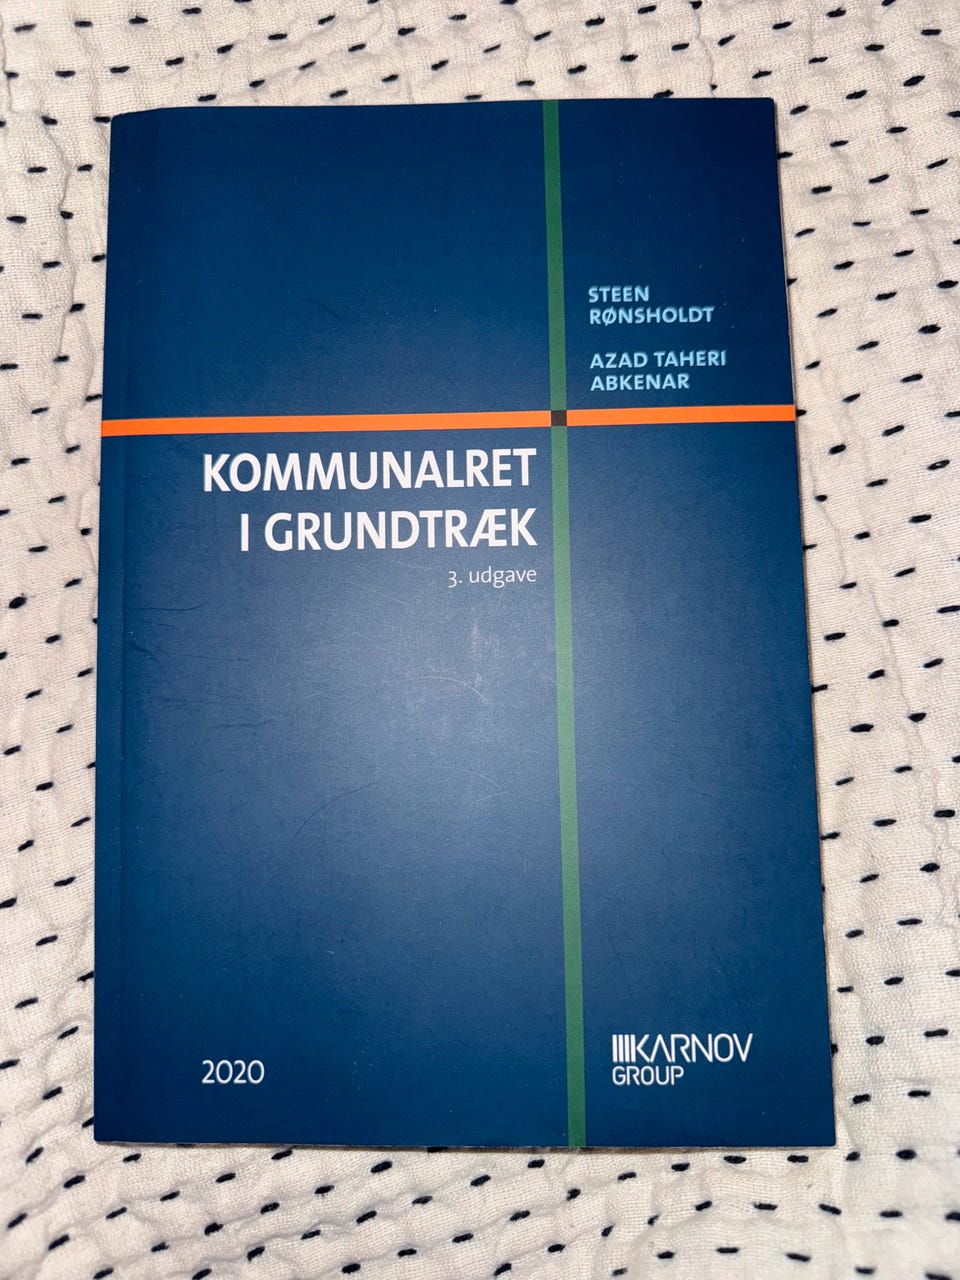 STEEN
RØNSHOLDT
AZAD TAHERI
ABKENAR
KOMMUNALRET
I GRUNDTRÆK
3. udgave
2020
KARNOV
GROUP